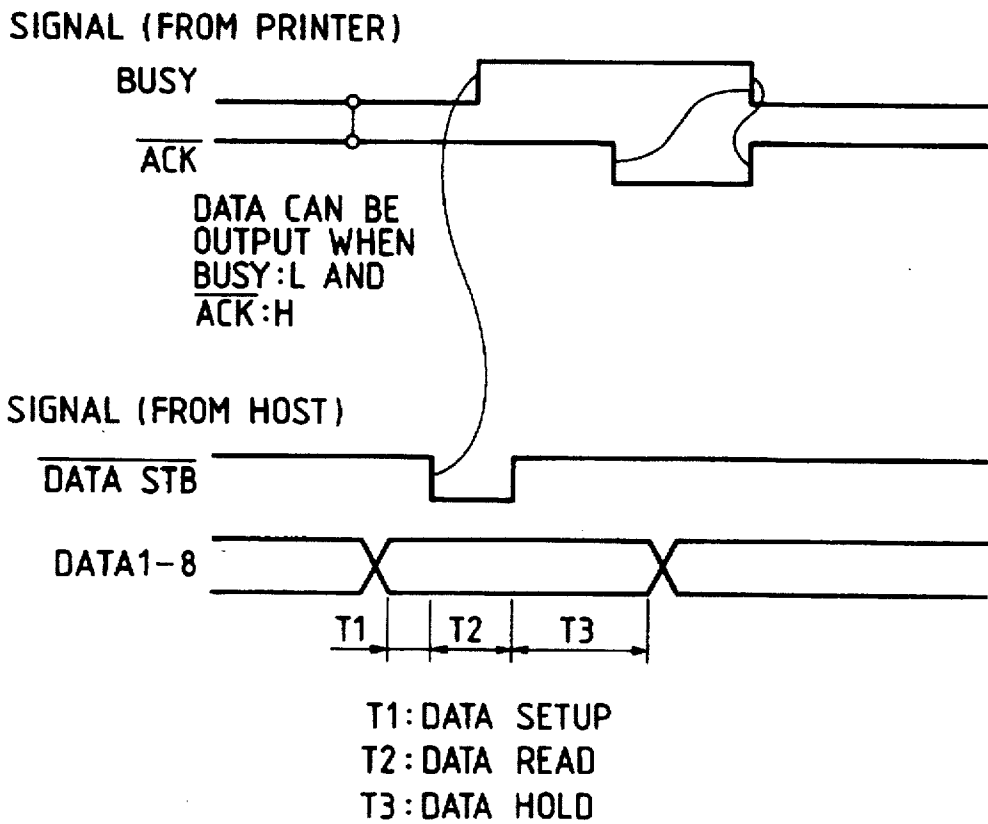 SIGNAL (FROM PRINTER)
BUSY
ACK
DATA CAN BE
OUTPUT WHEN
BUSY:L AND
ACK:H
SIGNAL (FROM HOST)
DATA STB
DATA1-8
T1 T2 T3
T1:DATA SETUP
T2:DATA READ
T3:DATA HOLD